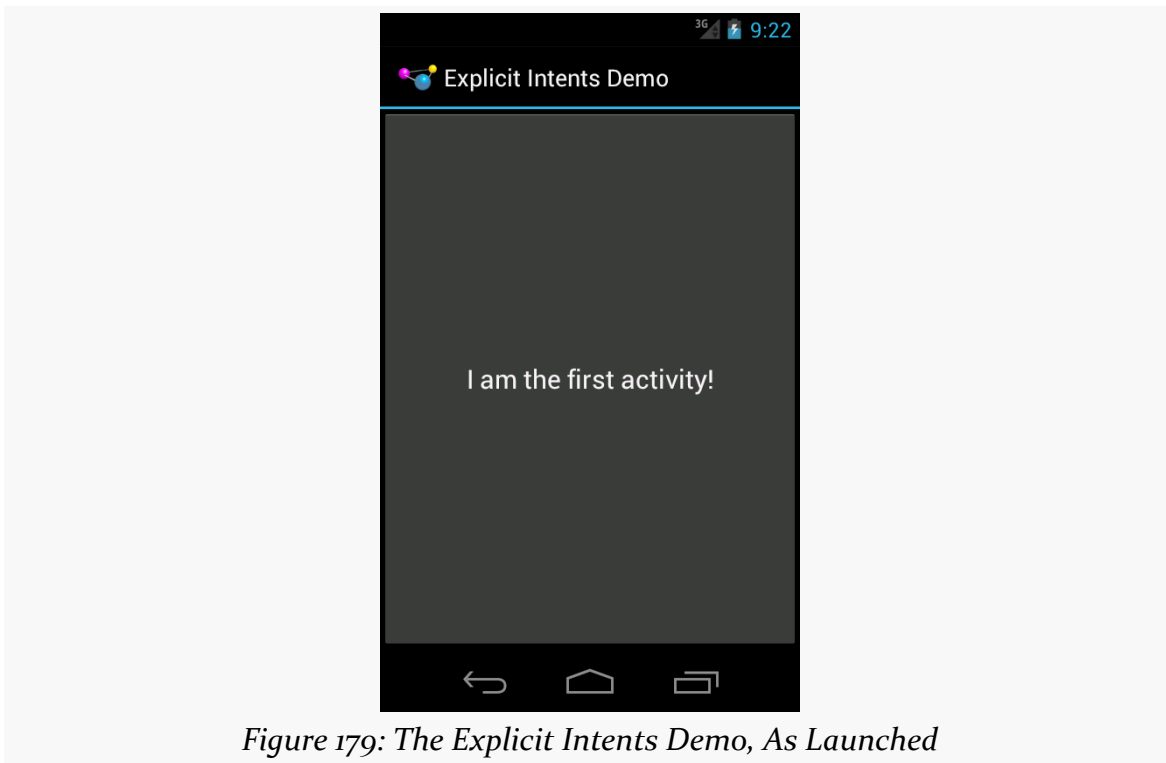 3G 9:22
Explicit Intents Demo
I am the first activity!
Figure 179: The Explicit Intents Demo, As Launched